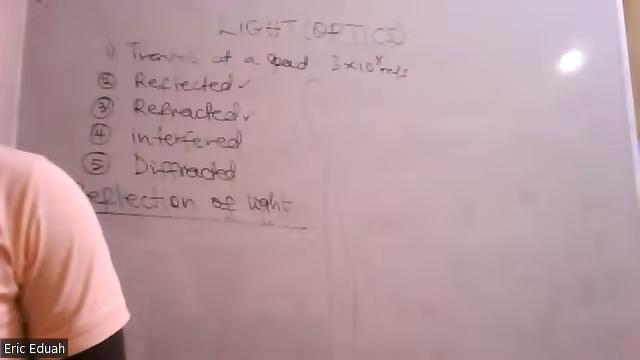 LIGHT (OPTICS)
1) Travels at a speed 3×10⁸m/s
② Reflected ✓
③ Refracted ✓
④ interfered
⑤ Diffracted
eflection of light
Eric Eduah